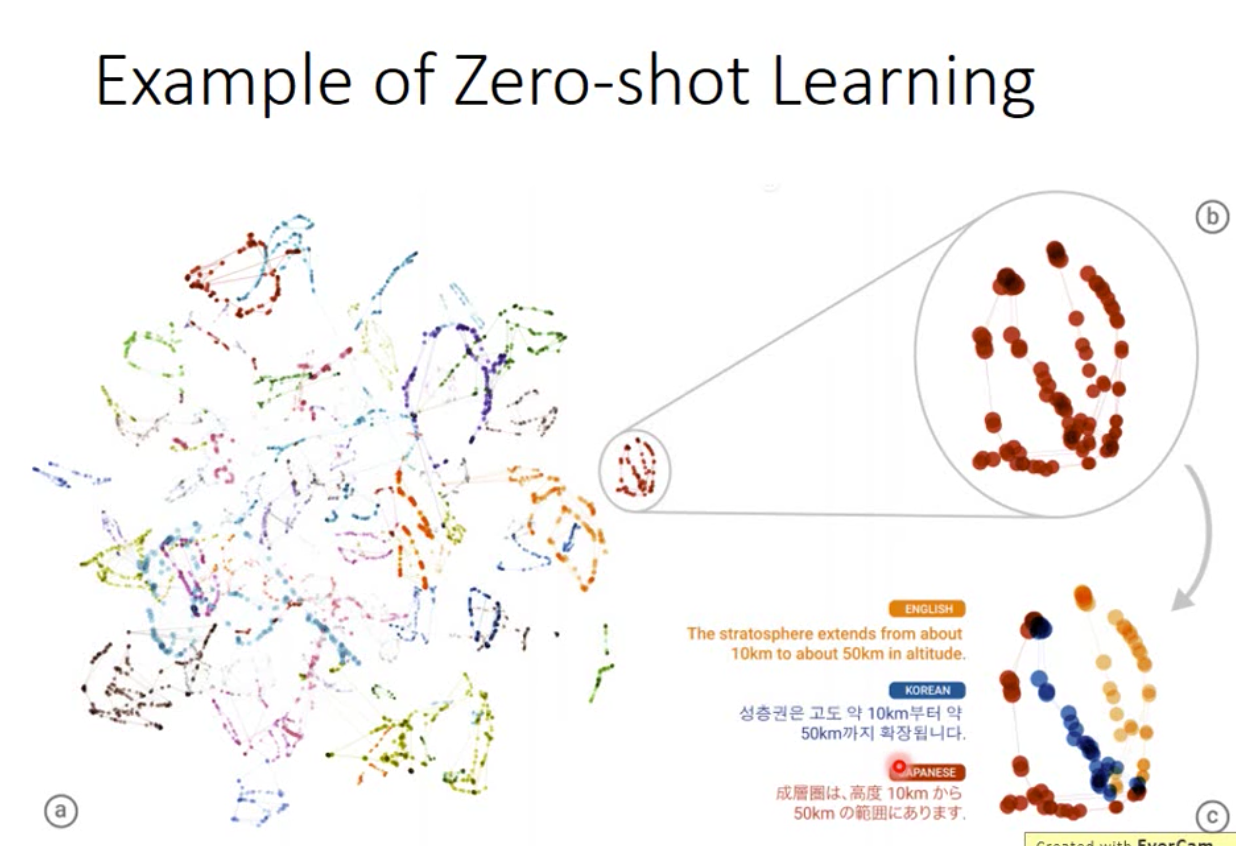 Example of Zero-shot Learning
b
ENGLISH
The stratosphere extends from about
10km to about 50km in altitude.
KOREAN
성층권은 고도 약 10km부터 약
50km까지 확장됩니다.
APANESE
成層圏は、高度 10km から
50km の範囲にあります。
a
c
Created with EverCam